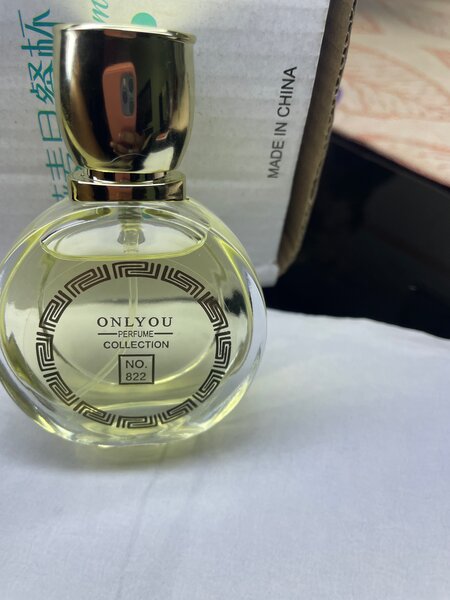 ONLYOU
PERFUME
COLLECTION
NO.
822
MADE IN CHINA